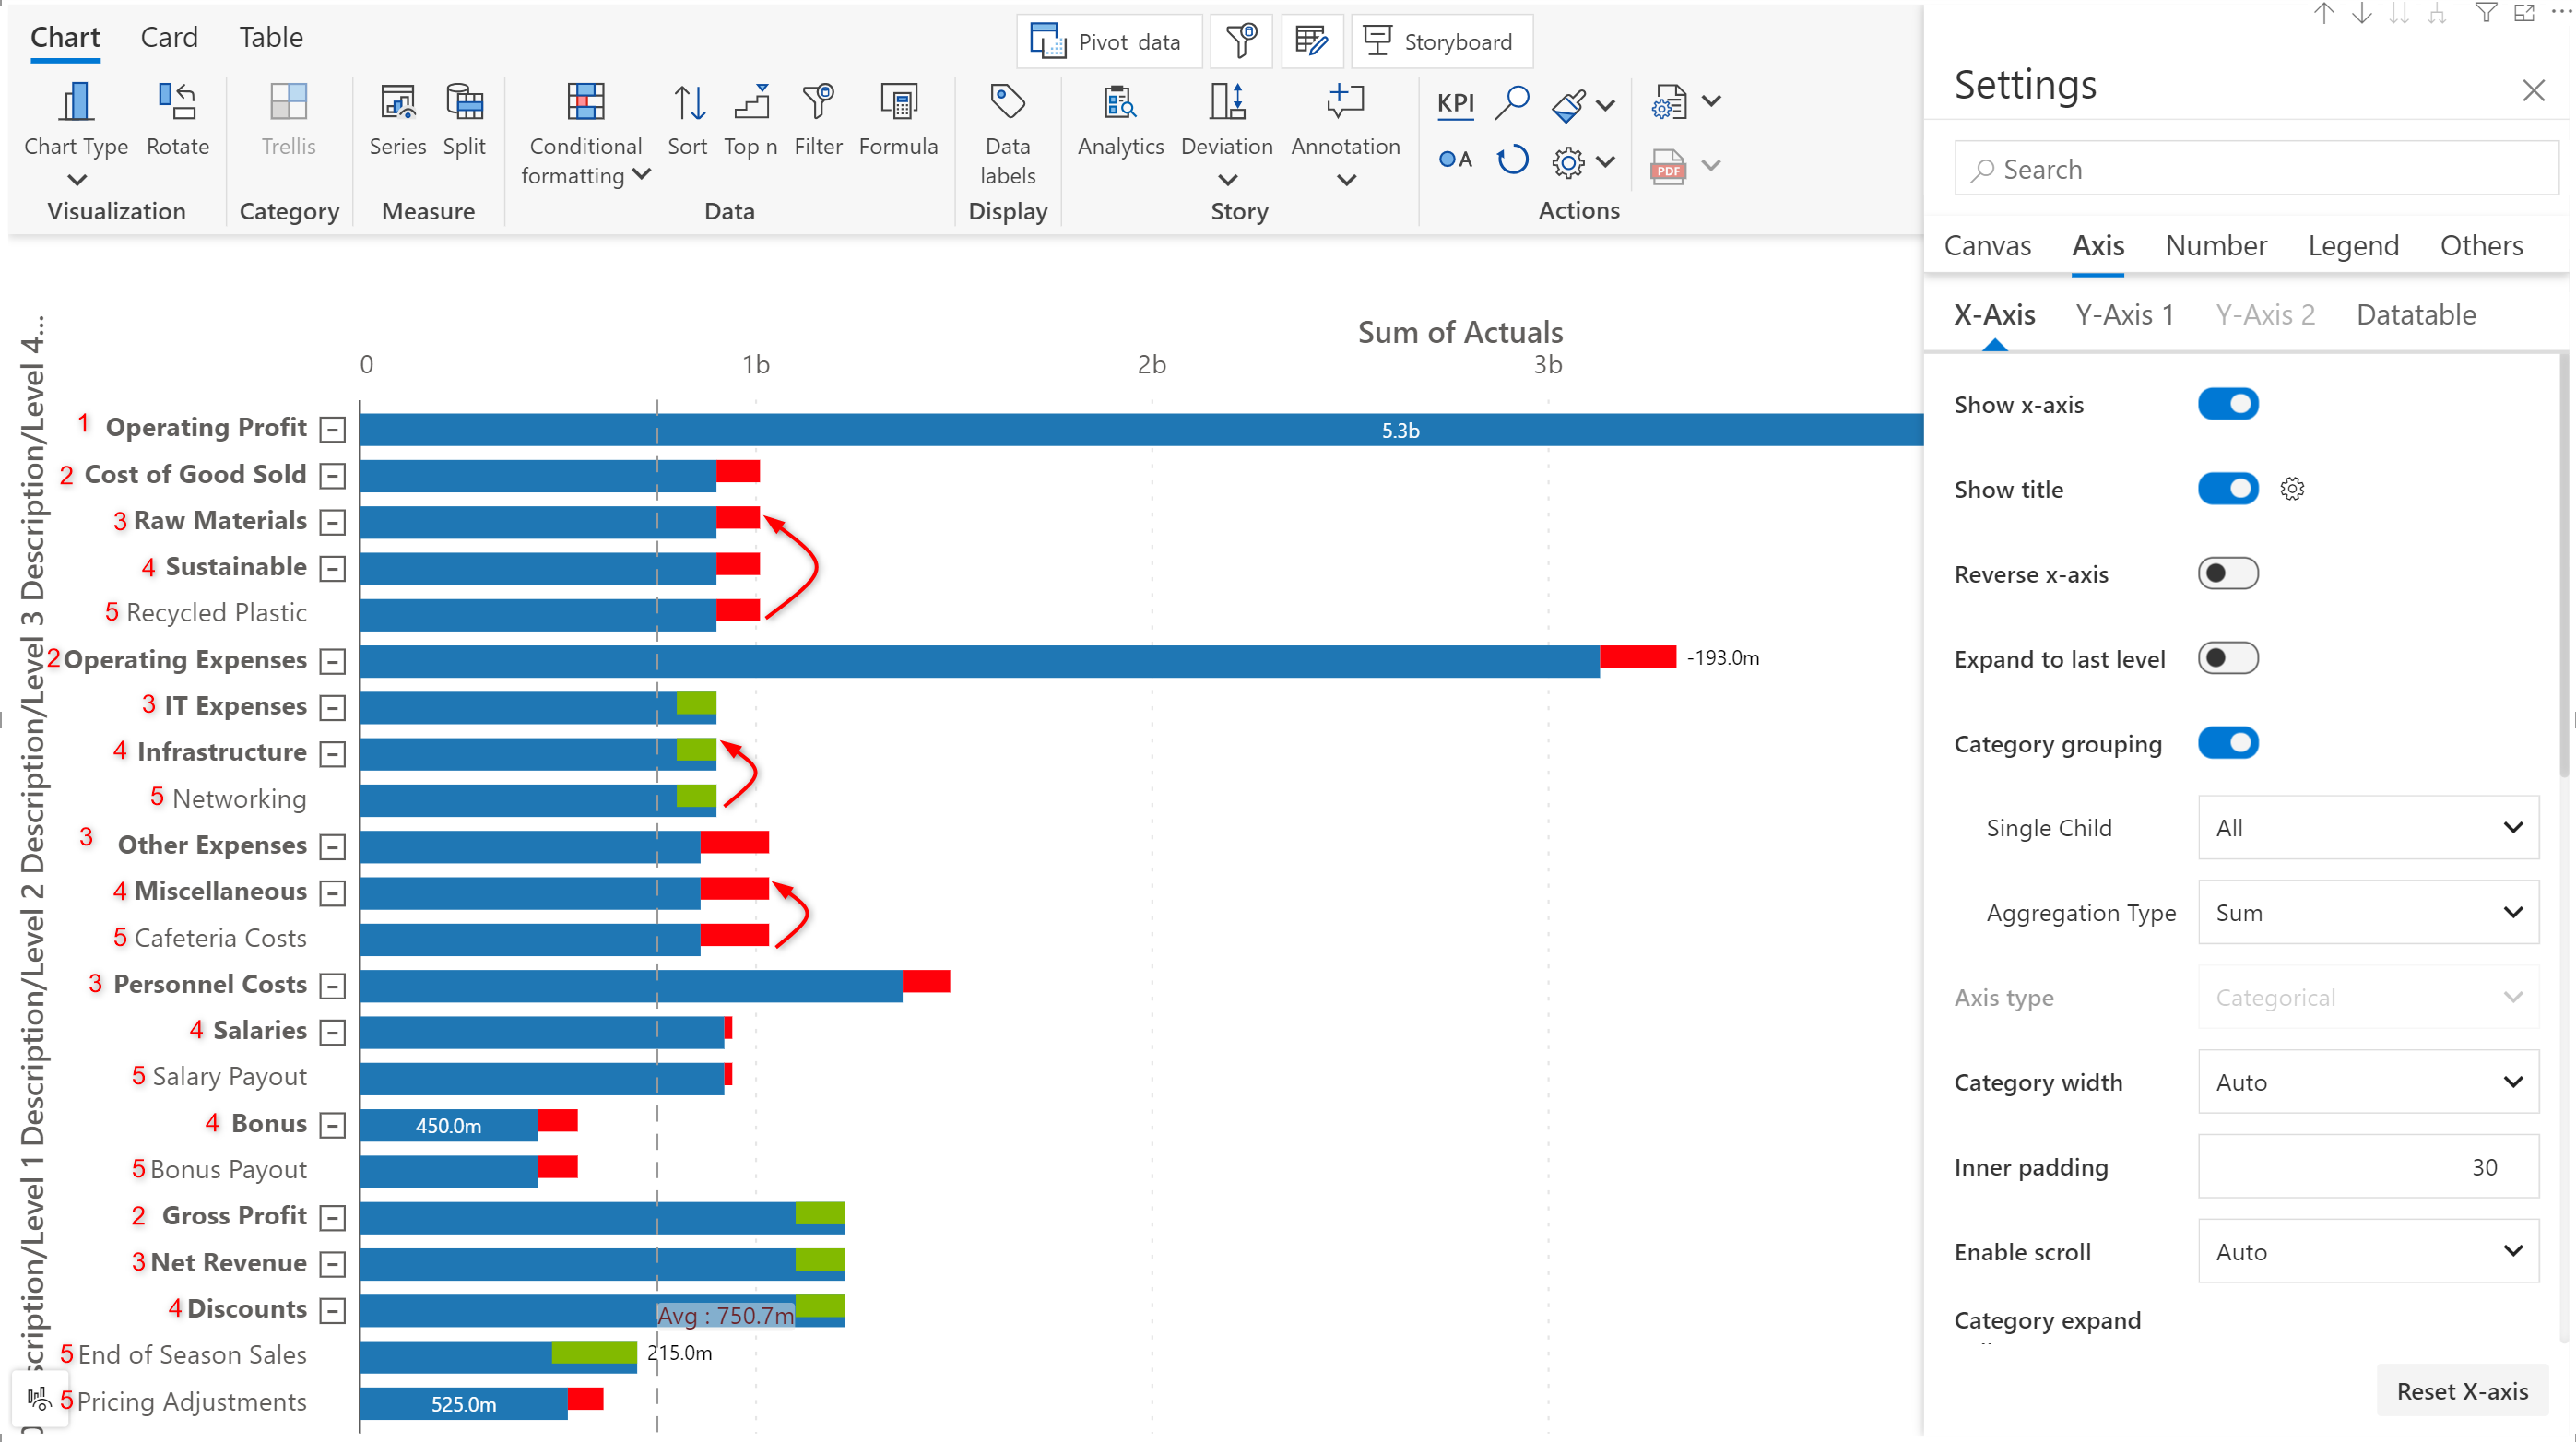 Chart Card Table
Pivot data Storyboard
Chart Type Rotate Trellis Series Split Conditional formatting Sort Top n Filter Formula Data labels Analytics Deviation Annotation KPI
A PDF
Visualization Category Measure Data Display Story Actions
Settings
Search
Canvas Axis Number Legend Others
X-Axis Y-Axis 1 Y-Axis 2 Datatable
Show x-axis
Show title
Reverse x-axis
Expand to last level
Category grouping
Single Child All
Aggregation Type Sum
Axis type Categorical
Category width Auto
Inner padding 30
Enable scroll Auto
Category expand
Reset X-axis
Sum of Actuals
0 1b 2b 3b
scription/Level 1 Description/Level 2 Description/Level 3 Description/Level 4...
1 Operating Profit 5.3b
2 Cost of Good Sold
3 Raw Materials
4 Sustainable
5 Recycled Plastic
2 Operating Expenses -193.0m
3 IT Expenses
4 Infrastructure
5 Networking
3 Other Expenses
4 Miscellaneous
5 Cafeteria Costs
3 Personnel Costs
4 Salaries
5 Salary Payout
4 Bonus 450.0m
5 Bonus Payout
2 Gross Profit
3 Net Revenue
4 Discounts Avg : 750.7m
5 End of Season Sales 215.0m
5 Pricing Adjustments 525.0m